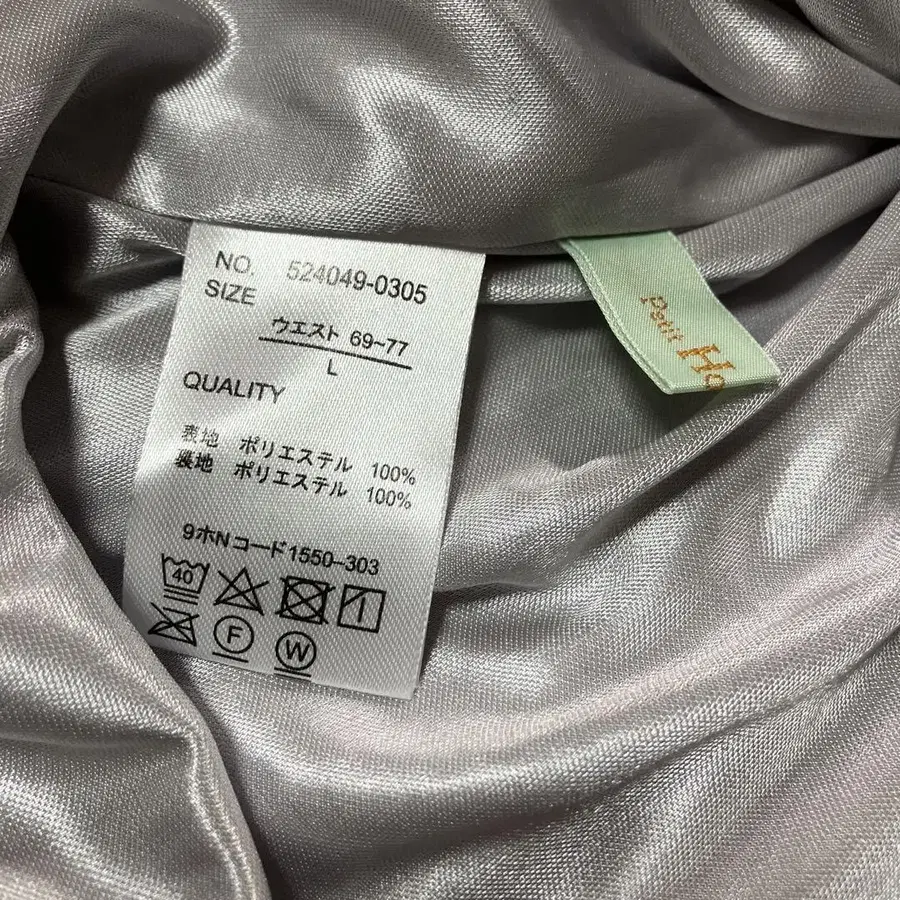 NO. 524049-0305
SIZE
ウエスト 69~77
L
QUALITY
表地 ポリエステル 100%
裏地 ポリエステル 100%
9ホNコード1550-303
40
F
W
Petit Ho